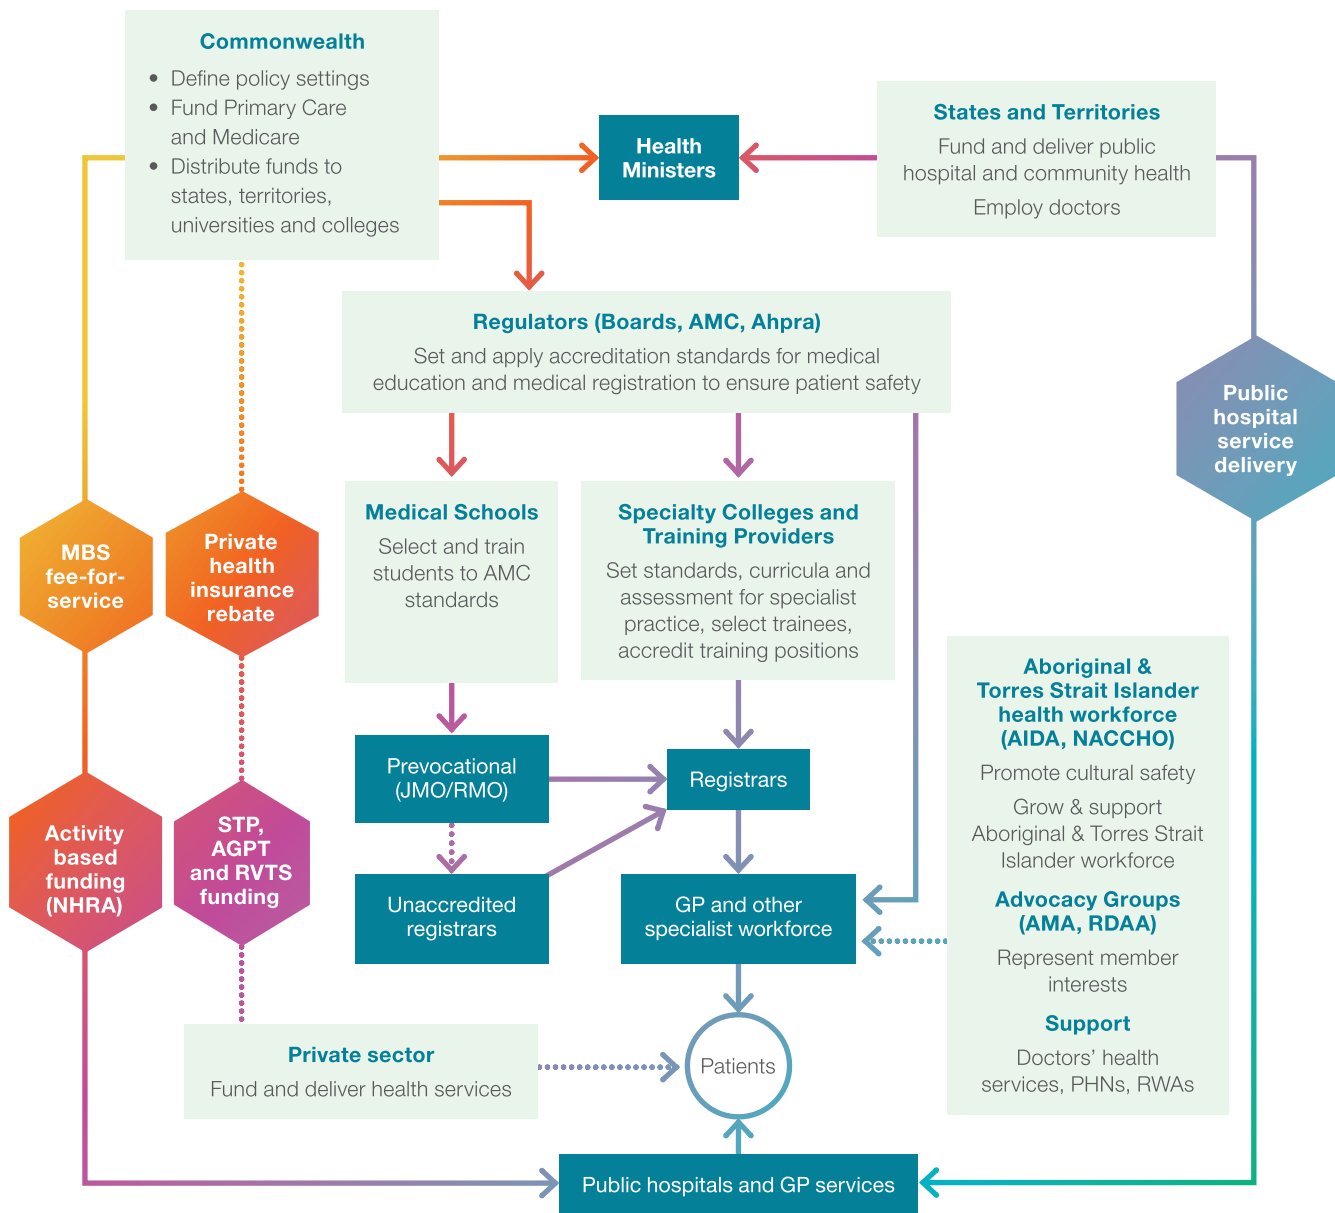 Commonwealth
• Define policy settings
• Fund Primary Care
and Medicare
• Distribute funds to
states, territories,
universities and colleges
Health
Ministers
States and Territories
Fund and deliver public
hospital and community health
Employ doctors
Regulators (Boards, AMC, Ahpra)
Set and apply accreditation standards for medical
education and medical registration to ensure patient safety
Public
hospital
service
delivery
MBS
fee-for-
service
Private
health
insurance
rebate
Medical Schools
Select and train
students to AMC
standards
Specialty Colleges and
Training Providers
Set standards, curricula and
assessment for specialist
practice, select trainees,
accredit training positions
Aboriginal &
Torres Strait Islander
health workforce
(AIDA, NACCHO)
Promote cultural safety
Grow & support
Aboriginal & Torres Strait
Islander workforce
Advocacy Groups
(AMA, RDAA)
Represent member
interests
Support
Doctors’ health
services, PHNs, RWAs
Prevocational
(JMO/RMO)
Registrars
Activity
based
funding
(NHRA)
STP,
AGPT
and RVTS
funding
Unaccredited
registrars
GP and other
specialist workforce
Private sector
Fund and deliver health services
Patients
Public hospitals and GP services